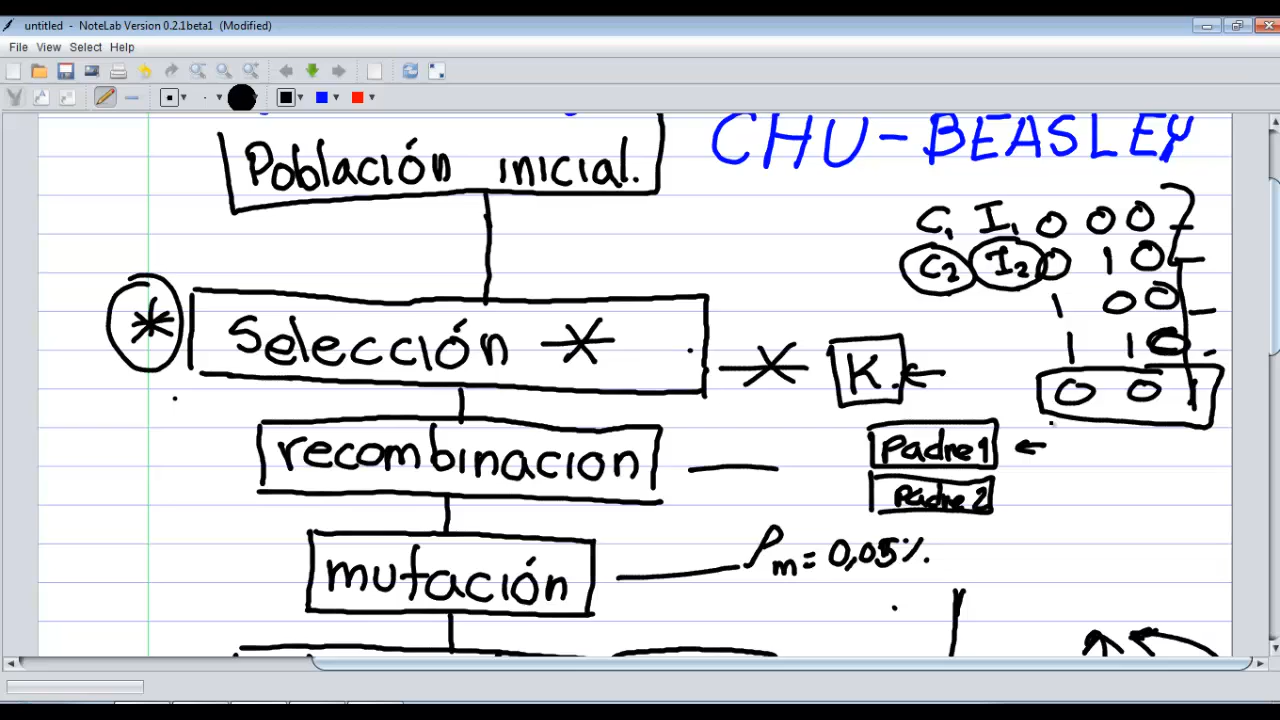 untitled - NoteLab Version 0.2.1beta1 (Modified)
File View Select Help
CHU-BEASLEY
Población inicial.
C1 I1 0 0 0
C2 I2 0 1 0
1 0 0
1 1 0
0 0 1
Selección *
*
* K
recombinacion
Padre 1
Padre 2
mutación
ρm = 0,05%.